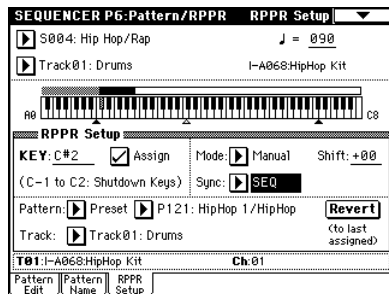 SEQUENCER P6:Pattern/RPPR RPPR Setup
S004: Hip Hop/Rap ♩ = 090
Track01: Drums I-A068:HipHop Kit
A0 C8
RPPR Setup
KEY: C#2 Assign Mode: Manual Shift: +00
(C-1 to C2: Shutdown Keys) Sync: SEQ
Pattern: Preset P121: HipHop 1/HipHop Revert
Track: Track01: Drums (to last assigned)
T01:I-A068:HipHop Kit Ch:01
Pattern Edit Pattern Name RPPR Setup